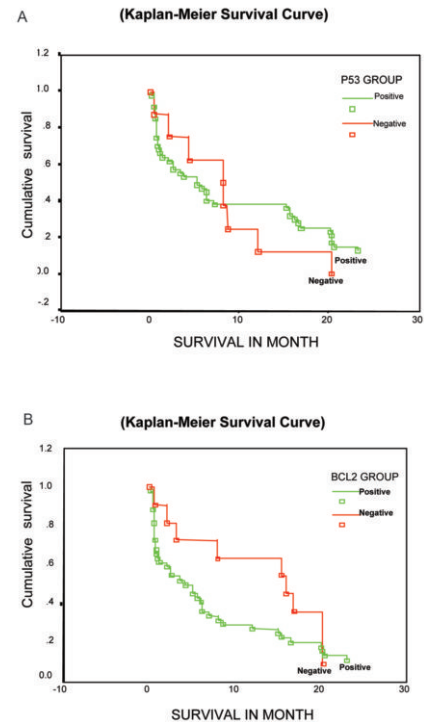 A
(Kaplan-Meier Survival Curve)
1.2
1.0
.8
.6
.4
.2
0.0
-.2
Cumulative survival
P53 GROUP
Positive
Negative
Positive
Negative
-10
0
10
20
30
SURVIVAL IN MONTH
B
(Kaplan-Meier Survival Curve)
1.2
1.0
.8
.6
.4
.2
0.0
Cumulative survival
BCL2 GROUP
Positive
Negative
Negative
Positive
-10
0
10
20
30
SURVIVAL IN MONTH